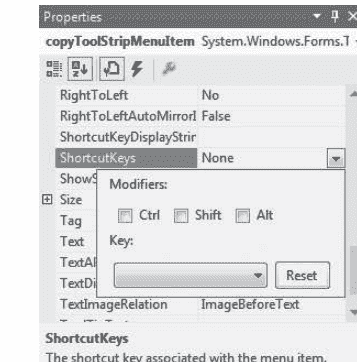 Properties
copyToolStripMenuItem System.Windows.Forms.T
RightToLeft No
RightToLeftAutoMirrorI False
ShortcutKeyDisplayStrir
ShortcutKeys None
ShowS
Modifiers:
Size
Ctrl Shift Alt
Tag
Text
Key:
TextAl
TextDi
Reset
TextImageRelation ImageBeforeText
ShortcutKeys
The shortcut key associated with the menu item.